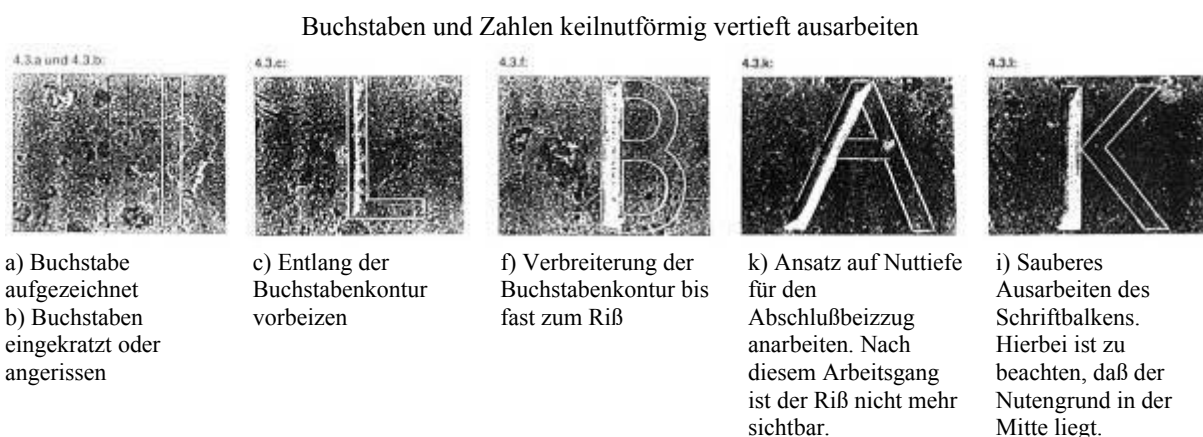 Buchstaben und Zahlen keilnutförmig vertieft ausarbeiten
4.3.a und 4.3.b:
4.3.c:
4.3.f:
4.3.k:
4.3.l:
I
L
B
A
K
a) Buchstabe
aufgezeichnet
b) Buchstaben
eingekratzt oder
angerissen
c) Entlang der
Buchstabenkontur
vorbeizen
f) Verbreiterung der
Buchstabenkontur bis
fast zum Riß
k) Ansatz auf Nuttiefe
für den
Abschlußbeizzug
anarbeiten. Nach
diesem Arbeitsgang
ist der Riß nicht mehr
sichtbar.
i) Sauberes
Ausarbeiten des
Schriftbalkens.
Hierbei ist zu
beachten, daß der
Nutengrund in der
Mitte liegt.